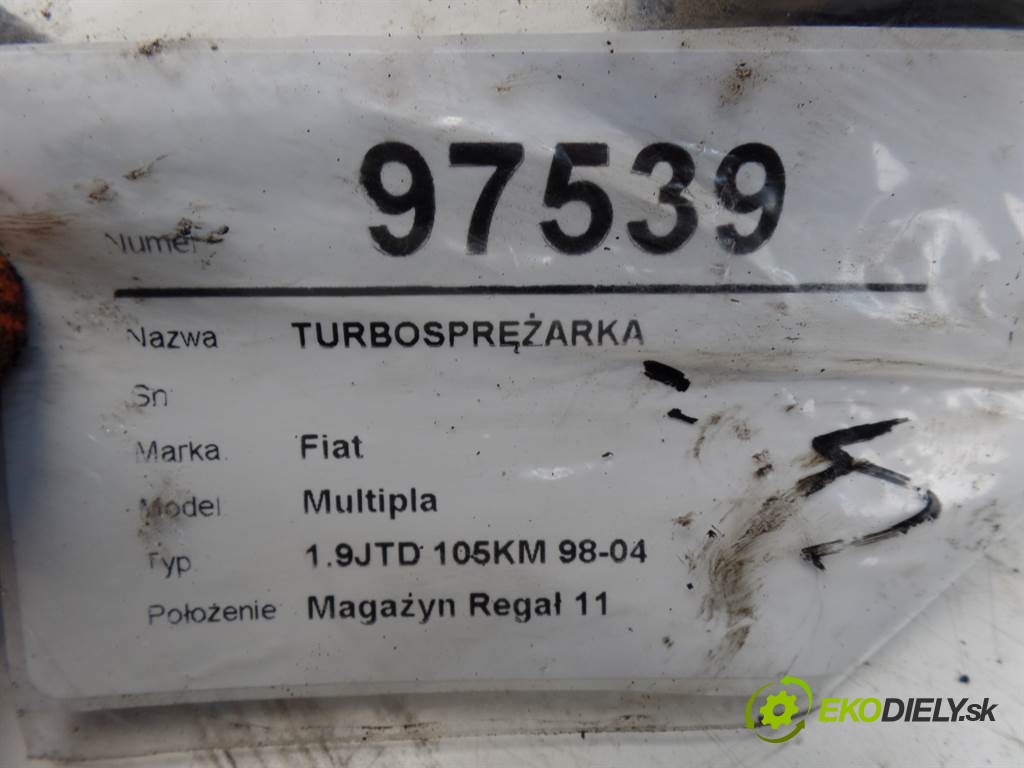 Numer 97539
Nazwa TURBOSPRĘŻARKA
Sn
Marka Fiat
Model Multipla
Typ 1.9JTD 105KM 98-04
Położenie Magażyn Regał 11
EKODIELY.sk